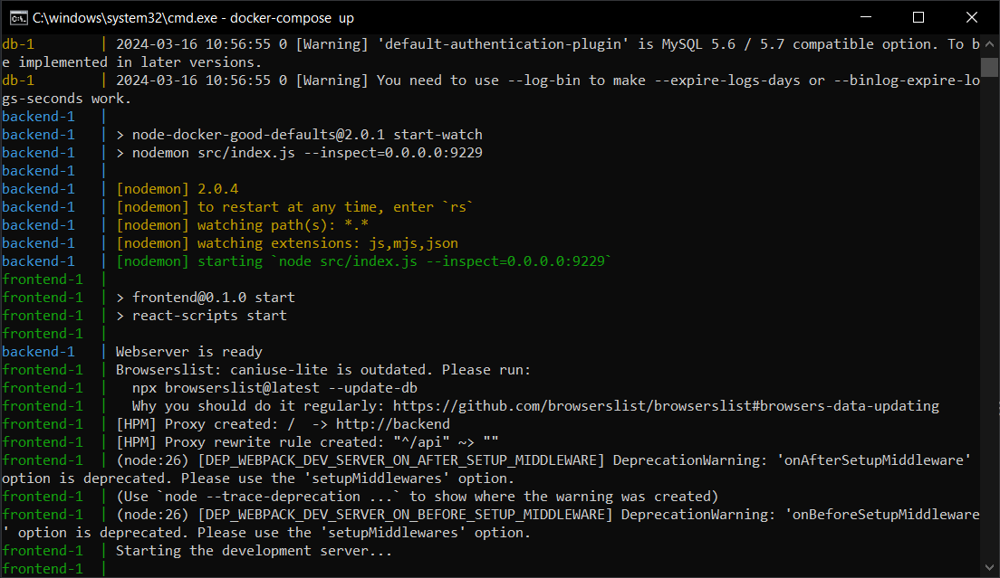 C:\windows\system32\cmd.exe - docker-compose  up
db-1        | 2024-03-16 10:56:55 0 [Warning] 'default-authentication-plugin' is MySQL 5.6 / 5.7 compatible option. To b
e implemented in later versions.
db-1        | 2024-03-16 10:56:55 0 [Warning] You need to use --log-bin to make --expire-logs-days or --binlog-expire-lo
gs-seconds work.
backend-1   |
backend-1   | > node-docker-good-defaults@2.0.1 start-watch
backend-1   | > nodemon src/index.js --inspect=0.0.0.0:9229
backend-1   |
backend-1   | [nodemon] 2.0.4
backend-1   | [nodemon] to restart at any time, enter `rs`
backend-1   | [nodemon] watching path(s): *.*
backend-1   | [nodemon] watching extensions: js,mjs,json
backend-1   | [nodemon] starting `node src/index.js --inspect=0.0.0.0:9229`
frontend-1  |
frontend-1  | > frontend@0.1.0 start
frontend-1  | > react-scripts start
frontend-1  |
backend-1   | Webserver is ready
frontend-1  | Browserslist: caniuse-lite is outdated. Please run:
frontend-1  |   npx browserslist@latest --update-db
frontend-1  |   Why you should do it regularly: https://github.com/browserslist/browserslist#browsers-data-updating
frontend-1  | [HPM] Proxy created: /  -> http://backend
frontend-1  | [HPM] Proxy rewrite rule created: "^/api" ~> ""
frontend-1  | (node:26) [DEP_WEBPACK_DEV_SERVER_ON_AFTER_SETUP_MIDDLEWARE] DeprecationWarning: 'onAfterSetupMiddleware'
option is deprecated. Please use the 'setupMiddlewares' option.
frontend-1  | (Use `node --trace-deprecation ...` to show where the warning was created)
frontend-1  | (node:26) [DEP_WEBPACK_DEV_SERVER_ON_BEFORE_SETUP_MIDDLEWARE] DeprecationWarning: 'onBeforeSetupMiddleware
' option is deprecated. Please use the 'setupMiddlewares' option.
frontend-1  | Starting the development server...
frontend-1  |